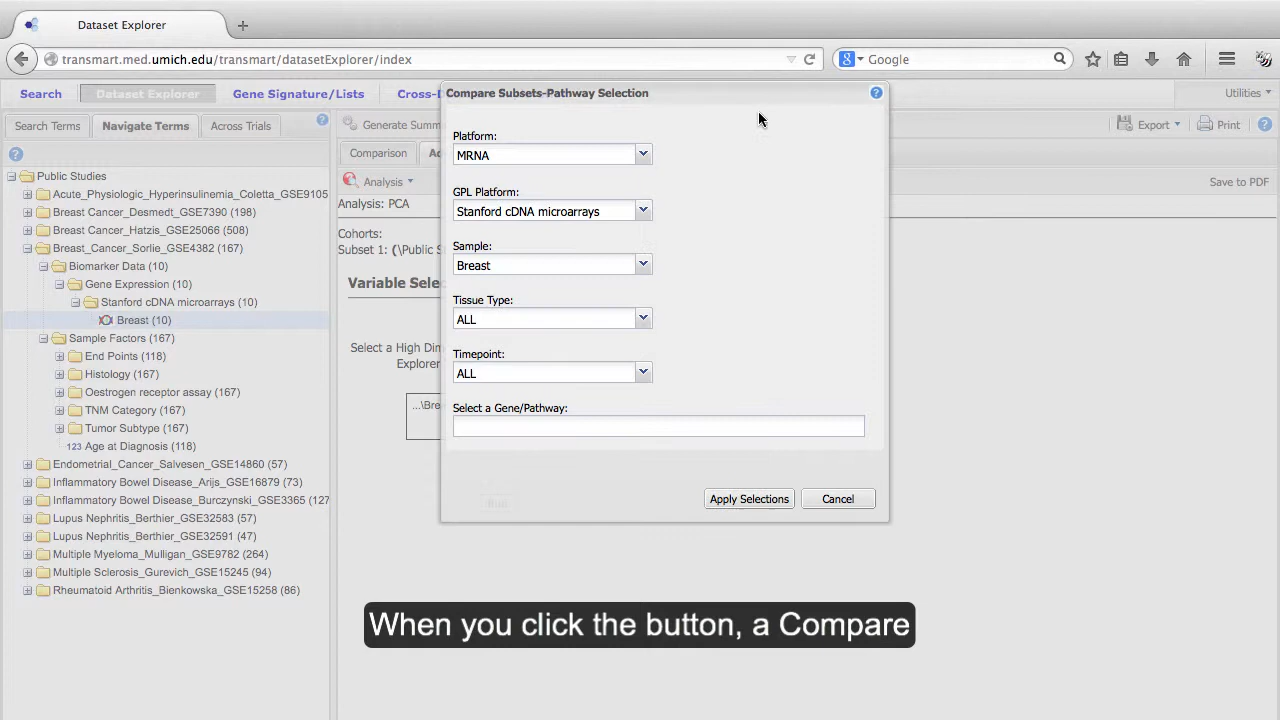 Dataset Explorer
transmart.med.umich.edu/transmart/datasetExplorer/index
Google
Search
Dataset Explorer
Gene Signature/Lists
Cross-
Utilities
Search Terms
Navigate Terms
Across Trials
Generate Summ
Export
Print
Comparison
Analysis
Save to PDF
Analysis: PCA
Cohorts:
Subset 1: (\Public S
Variable Sele
Select a High Di
Explorer
...\Bre
Public Studies
Acute_Physiologic_Hyperinsulinemia_Coletta_GSE9105
Breast Cancer_Desmedt_GSE7390 (198)
Breast_Cancer_Hatzis_GSE25066 (508)
Breast_Cancer_Sorlie_GSE4382 (167)
Biomarker Data (10)
Gene Expression (10)
Stanford cDNA microarrays (10)
Breast (10)
Sample Factors (167)
End Points (118)
Histology (167)
Oestrogen receptor assay (167)
TNM Category (167)
Tumor Subtype (167)
123 Age at Diagnosis (118)
Endometrial_Cancer_Salvesen_GSE14860 (57)
Inflammatory Bowel Disease_Arijs_GSE16879 (73)
Inflammatory Bowel Disease_Burczynski_GSE3365 (127
Lupus Nephritis_Berthier_GSE32583 (57)
Lupus Nephritis_Berthier_GSE32591 (47)
Multiple Myeloma_Mulligan_GSE9782 (264)
Multiple Sclerosis_Gurevich_GSE15245 (94)
Rheumatoid Arthritis_Bienkowska_GSE15258 (86)
Compare Subsets-Pathway Selection
Platform:
MRNA
GPL Platform:
Stanford cDNA microarrays
Sample:
Breast
Tissue Type:
ALL
Timepoint:
ALL
Select a Gene/Pathway:
Run
Apply Selections
Cancel
When you click the button, a Compare